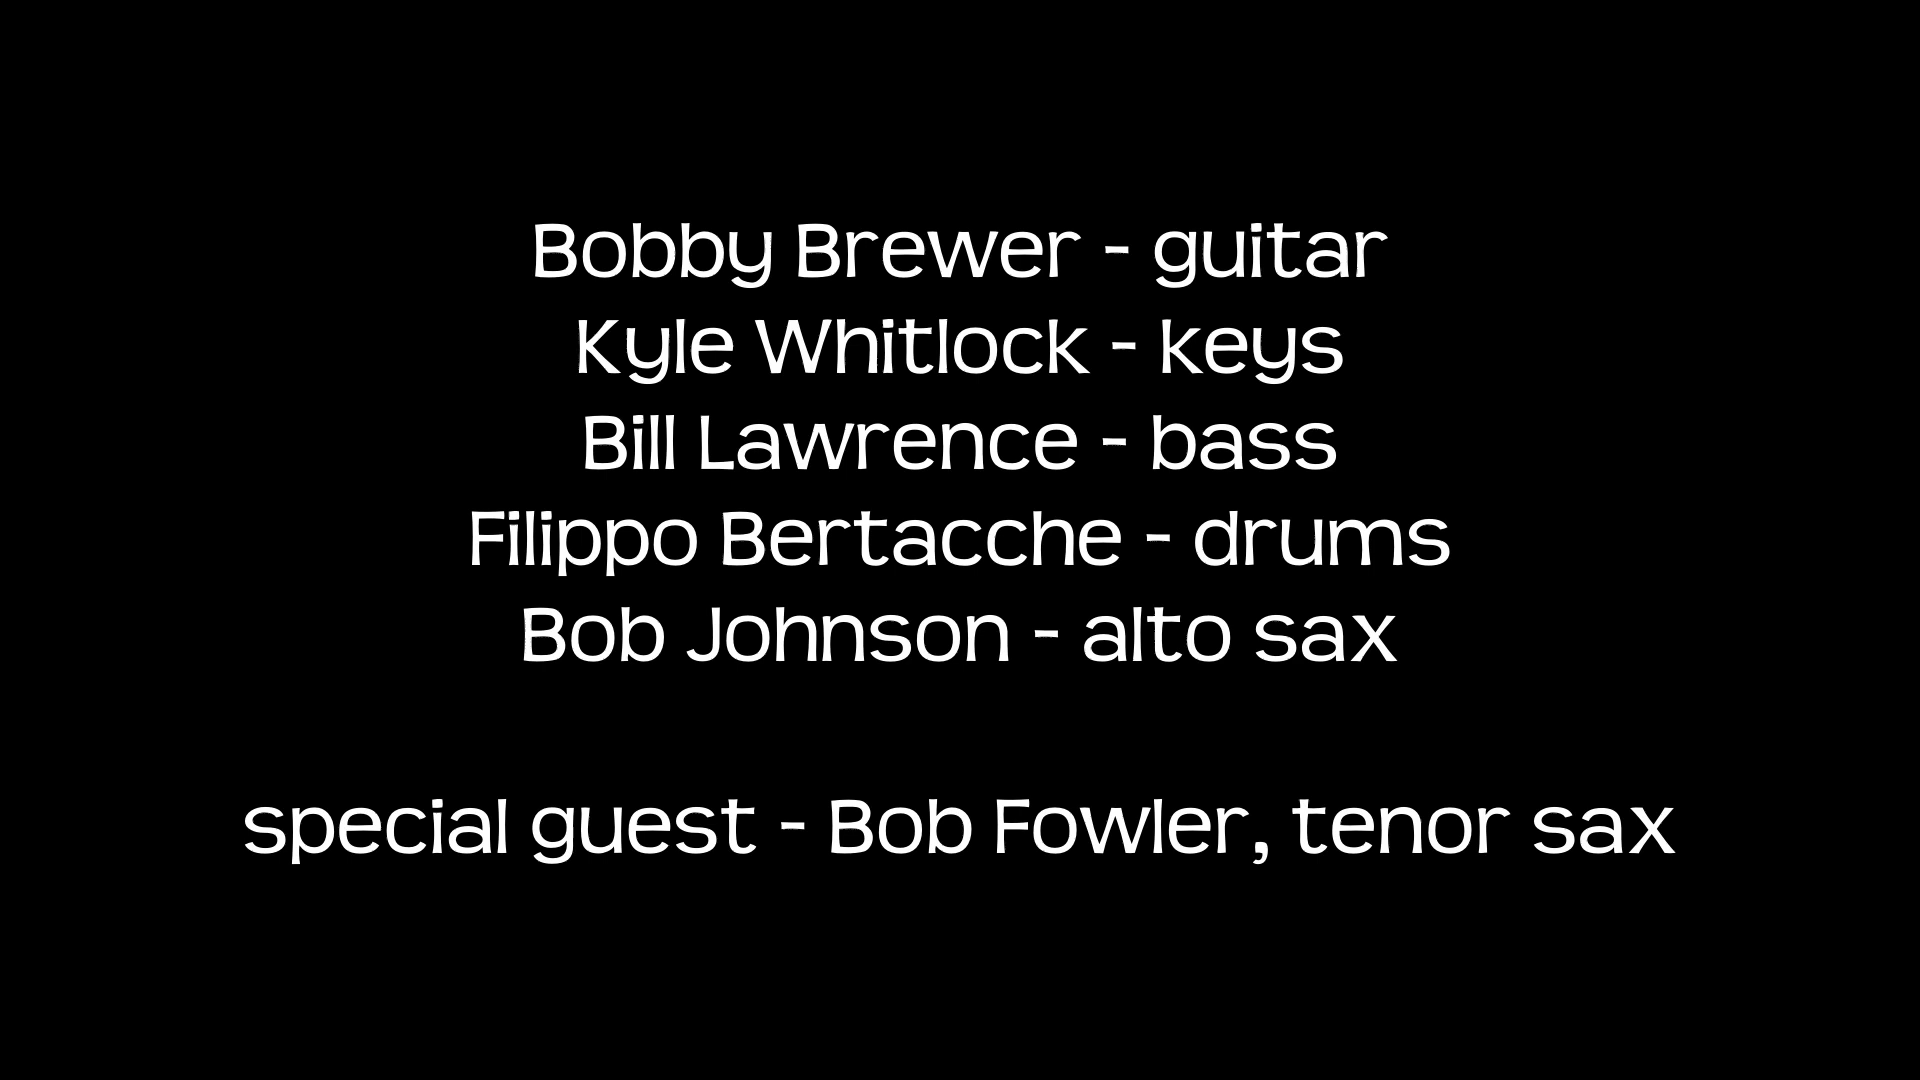 Bobby Brewer - guitar
Kyle Whitlock - keys
Bill Lawrence - bass
Filippo Bertacche - drums
Bob Johnson - alto sax
special guest - Bob Fowler, tenor sax